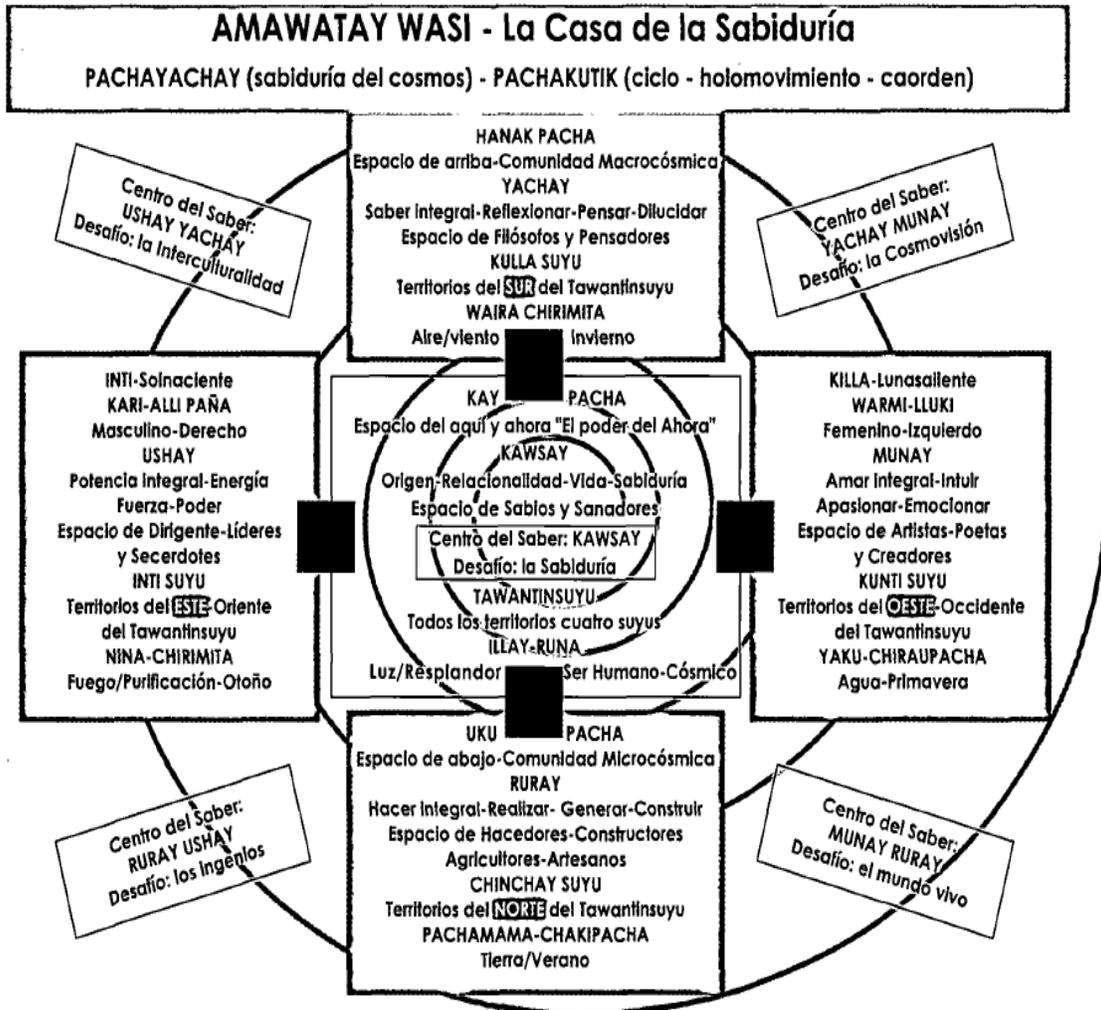 AMAWATAY WASI - La Casa de la Sabiduría
PACHAYACHAY (sabiduría del cosmos) - PACHAKUTIK (ciclo - holomovimiento - caorden)
HANAK PACHA
Espacio de arriba-Comunidad Macrocósmica
YACHAY
Saber integral-Reflexionar-Pensar-Dilucidar
Espacio de Filósofos y Pensadores
KULLA SUYU
Territorios del SUR del Tawantinsuyu
WAIRA CHIRIMITA
Aire/viento invierno
Centro del Saber:
USHAY YACHAY
Desafío: la Interculturalidad
Centro del Saber:
YACHAY MUNAY
Desafío: la Cosmovisión
INTI-Solnaciente
KARI-ALLI PAÑA
Masculino-Derecho
USHAY
Potencia integral-Energía
Fuerza-Poder
Espacio de Dirigente-Líderes
y Secerdotes
INTI SUYU
Territorios del ESTE-Oriente
del Tawantinsuyu
NINA-CHIRIMITA
Fuego/Purificación-Otoño
KAY PACHA
Espacio del aquí y ahora "El poder del Ahora"
KAWSAY
Origen-Relacionalidad-Vida-Sabiduría
Espacio de Sabios y Sanadores
Centro del Saber: KAWSAY
Desafío: la Sabiduría
TAWANTINSUYU
Todos los territorios cuatro suyus
ILLAY-RUNA
Luz/Resplandor Ser Humano-Cósmico
KILLA-Lunasaliente
WARMI-LLUKI
Femenino-Izquierdo
MUNAY
Amar integral-Intuir
Apasionar-Emocionar
Espacio de Artistas-Poetas
y Creadores
KUNTI SUYU
Territorios del OESTE-Occidente
del Tawantinsuyu
YAKU-CHIRAUPACHA
Agua-Primavera
UKU PACHA
Espacio de abajo-Comunidad Microcósmica
RURAY
Hacer integral-Realizar- Generar-Construir
Espacio de Hacedores-Constructores
Agricultores-Artesanos
CHINCHAY SUYU
Territorios del NORTE del Tawantinsuyu
PACHAMAMA-CHAKIPACHA
Tierra/Verano
Centro del Saber:
RURAY USHAY
Desafío: los ingenios
Centro del Saber:
MUNAY RURAY
Desafío: el mundo vivo